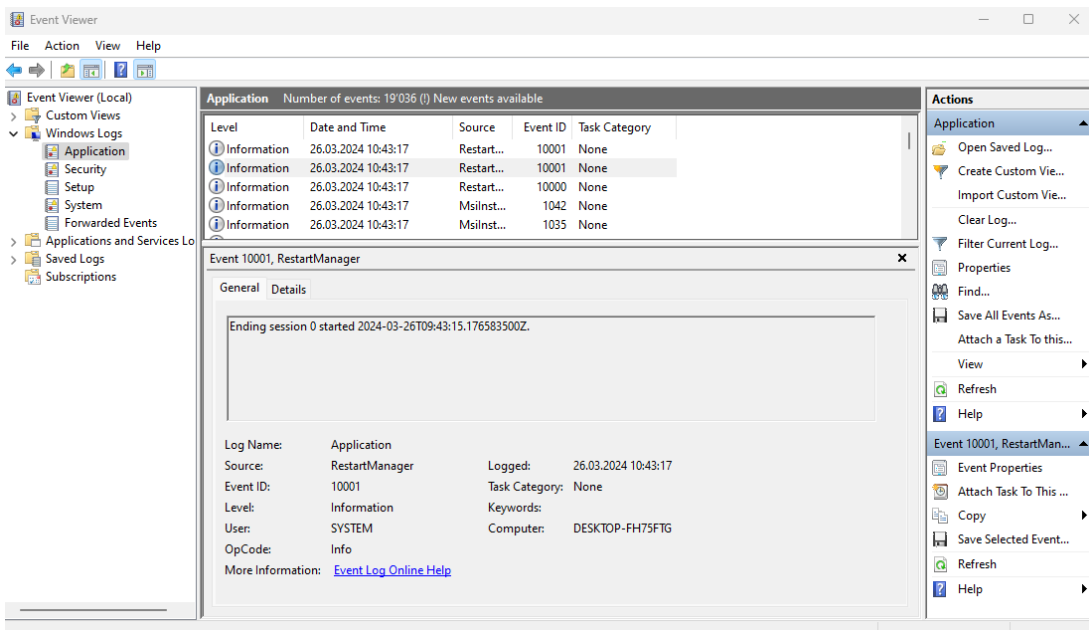 Event Viewer
File Action View Help
Event Viewer (Local)
Custom Views
Windows Logs
Application
Security
Setup
System
Forwarded Events
Applications and Services Lo
Saved Logs
Subscriptions
Application Number of events: 19'036 (!) New events available
Level Date and Time Source Event ID Task Category
Information 26.03.2024 10:43:17 Restart... 10001 None
Information 26.03.2024 10:43:17 Restart... 10001 None
Information 26.03.2024 10:43:17 Restart... 10000 None
Information 26.03.2024 10:43:17 MsiInst... 1042 None
Information 26.03.2024 10:43:17 MsiInst... 1035 None
Event 10001, RestartManager
General Details
Ending session 0 started 2024-03-26T09:43:15.176583500Z.
Log Name: Application
Source: RestartManager Logged: 26.03.2024 10:43:17
Event ID: 10001 Task Category: None
Level: Information Keywords:
User: SYSTEM Computer: DESKTOP-FH75FTG
OpCode: Info
More Information: Event Log Online Help
Actions
Application
Open Saved Log...
Create Custom Vie...
Import Custom Vie...
Clear Log...
Filter Current Log...
Properties
Find...
Save All Events As...
Attach a Task To this...
View
Refresh
Help
Event 10001, RestartMan...
Event Properties
Attach Task To This ...
Copy
Save Selected Event...
Refresh
Help